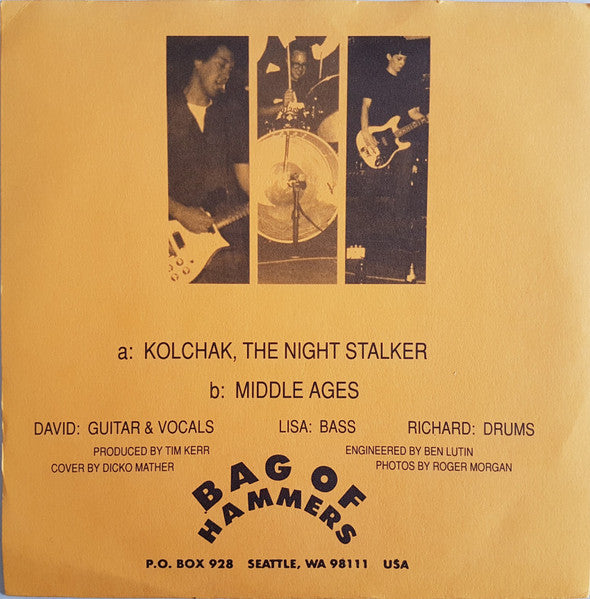 a: KOLCHAK, THE NIGHT STALKER
b: MIDDLE AGES
DAVID: GUITAR & VOCALS LISA: BASS RICHARD: DRUMS
PRODUCED BY TIM KERR ENGINEERED BY BEN LUTIN
COVER BY DICKO MATHER PHOTOS BY ROGER MORGAN
BAG OF
HAMMERS
P.O. BOX 928 SEATTLE, WA 98111 USA